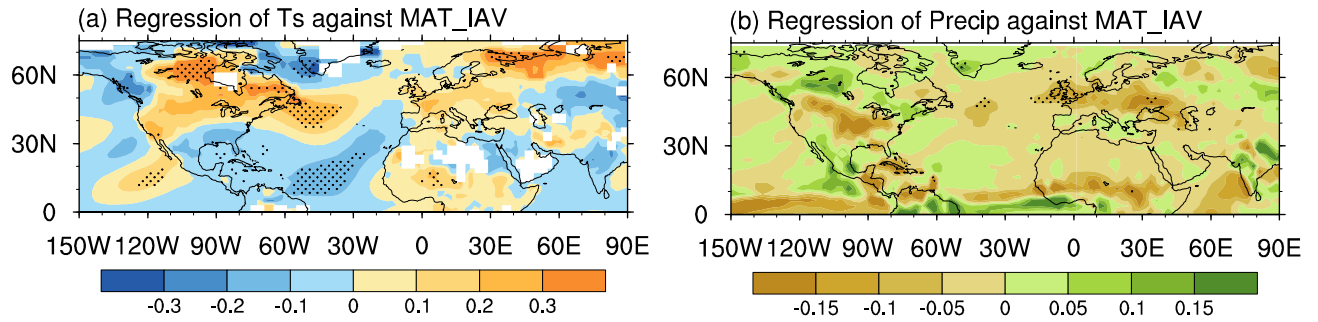 (a) Regression of Ts against MAT_IAV
60N
30N
0
150W 120W 90W 60W 30W 0 30E 60E 90E
-0.3 -0.2 -0.1 0 0.1 0.2 0.3
(b) Regression of Precip against MAT_IAV
60N
30N
0
150W 120W 90W 60W 30W 0 30E 60E 90E
-0.15 -0.1 -0.05 0 0.05 0.1 0.15